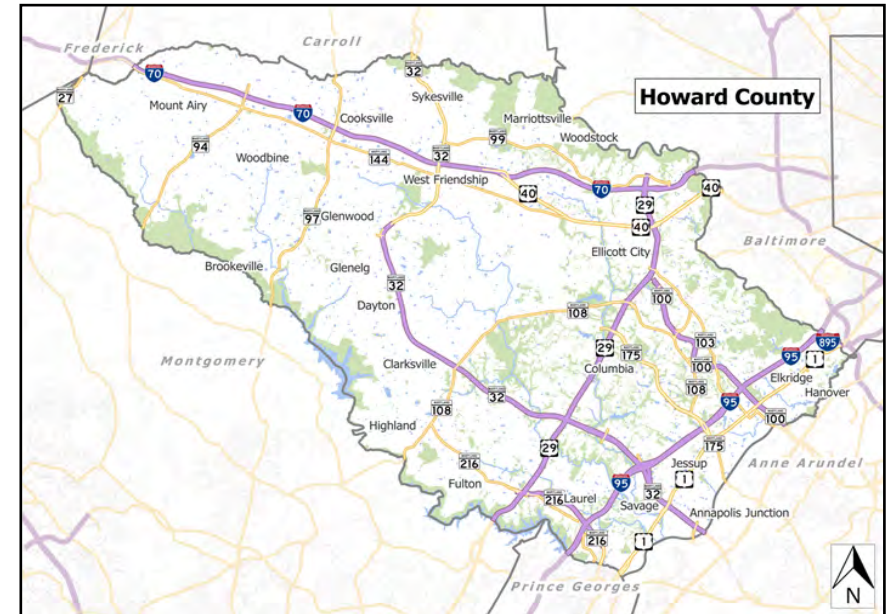 Frederick
Carroll
Howard County
70
32
27
Mount Airy
70
Cooksville
Sykesville
Marriottsville
Woodstock
94
Woodbine
144
32
99
West Friendship
40
70
40
29
97
Glenwood
40
Ellicott City
Baltimore
Brookeville
Glenelg
32
Dayton
100
108
Montgomery
29
175
103
895
95
1
Clarksville
Columbia
100
Elkridge
108
Hanover
32
95
108
100
Highland
29
175
216
Jessup
Anne Arundel
Fulton
95
1
216
Laurel
32
Savage
Annapolis Junction
216
1
Prince Georges
N